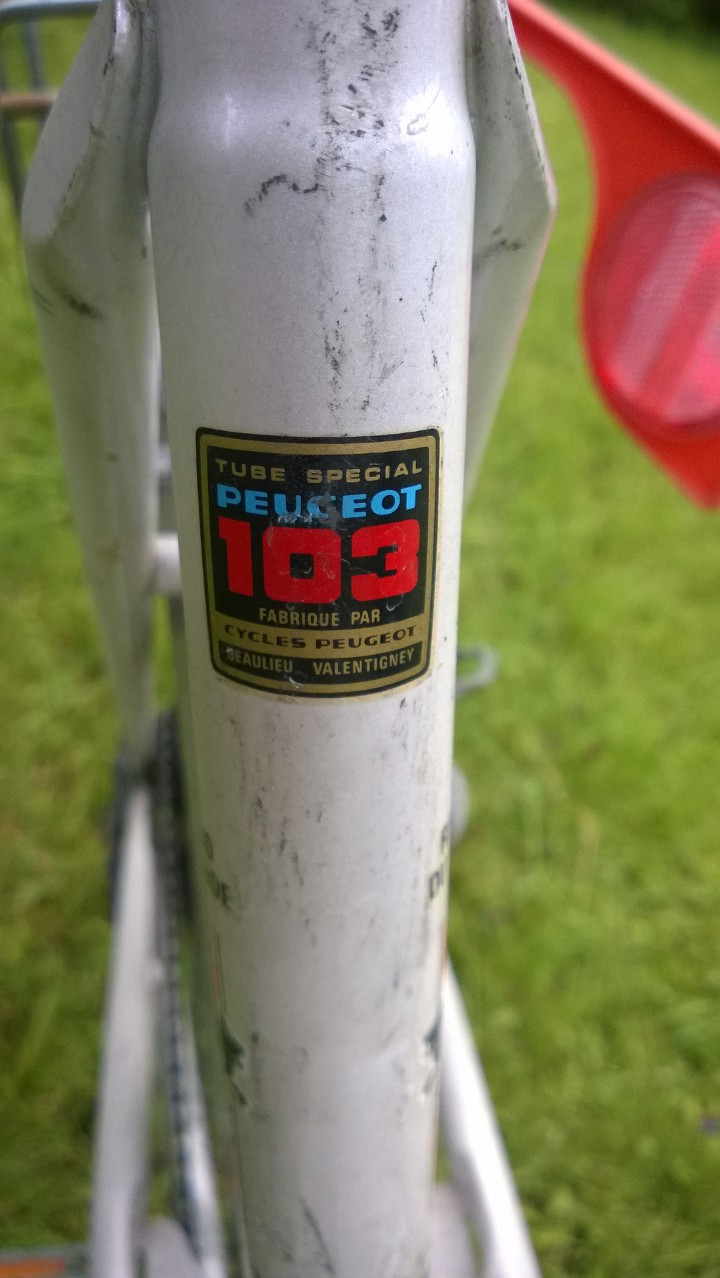 TUBE SPECIAL
PEUGEOT
103
FABRIQUE PAR
CYCLES PEUGEOT
BEAULIEU VALENTIGNEY